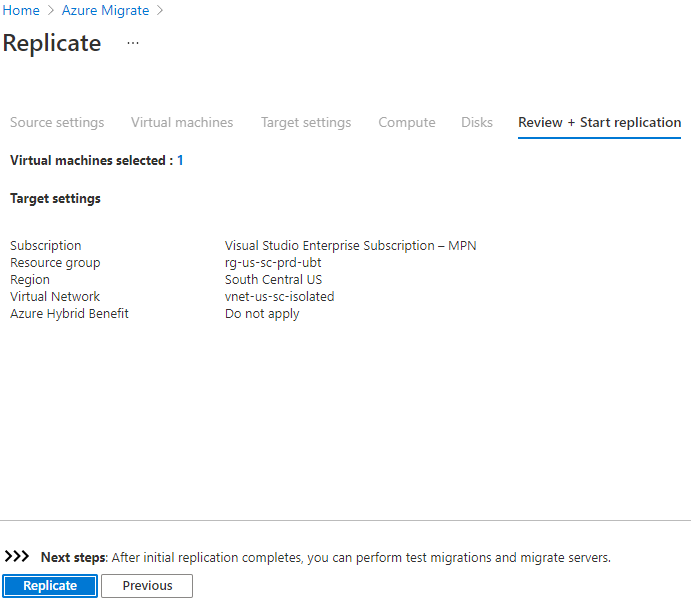 Home > Azure Migrate >
Replicate ...
Source settings Virtual machines Target settings Compute Disks Review + Start replication
Virtual machines selected : 1
Target settings
Subscription Visual Studio Enterprise Subscription – MPN
Resource group rg-us-sc-prd-ubt
Region South Central US
Virtual Network vnet-us-sc-isolated
Azure Hybrid Benefit Do not apply
>>> Next steps: After initial replication completes, you can perform test migrations and migrate servers.
Replicate Previous